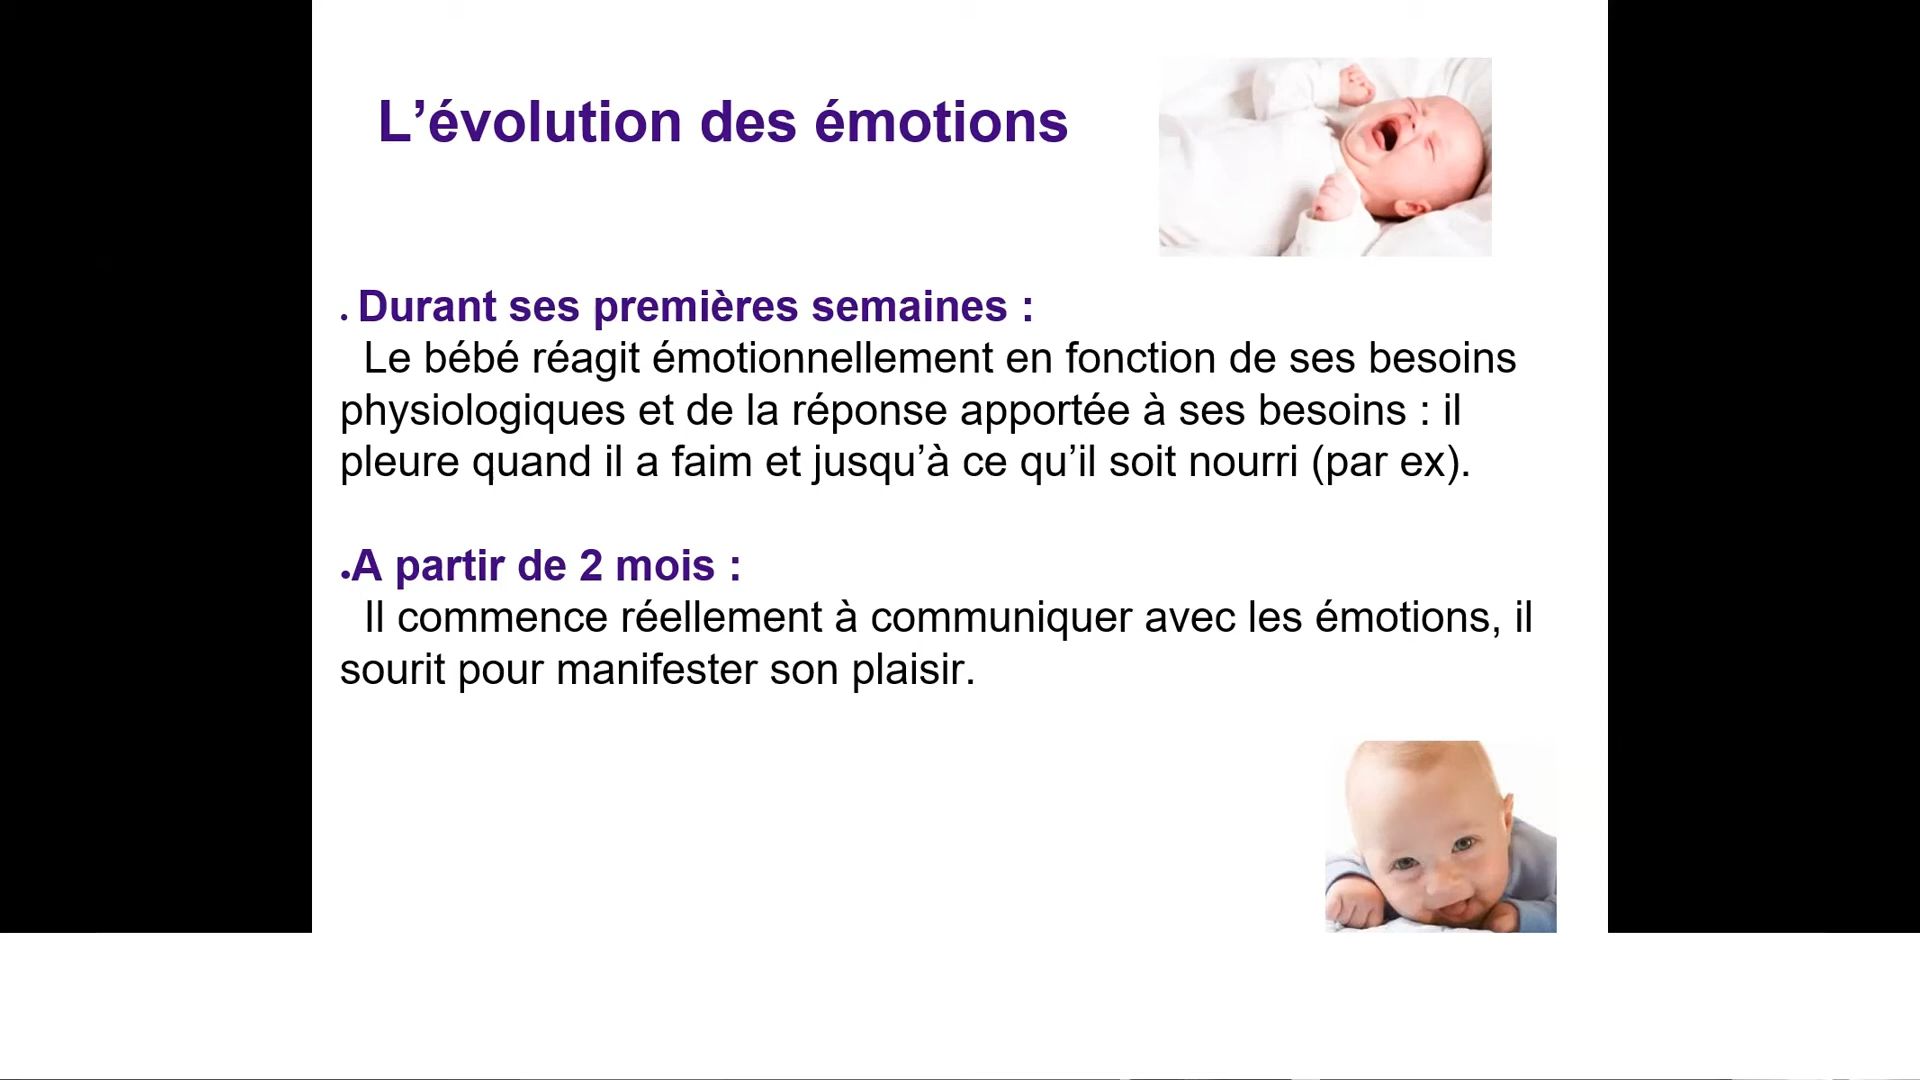 L’évolution des émotions
. Durant ses premières semaines :
Le bébé réagit émotionnellement en fonction de ses besoins
physiologiques et de la réponse apportée à ses besoins : il
pleure quand il a faim et jusqu’à ce qu’il soit nourri (par ex).
•A partir de 2 mois :
Il commence réellement à communiquer avec les émotions, il
sourit pour manifester son plaisir.